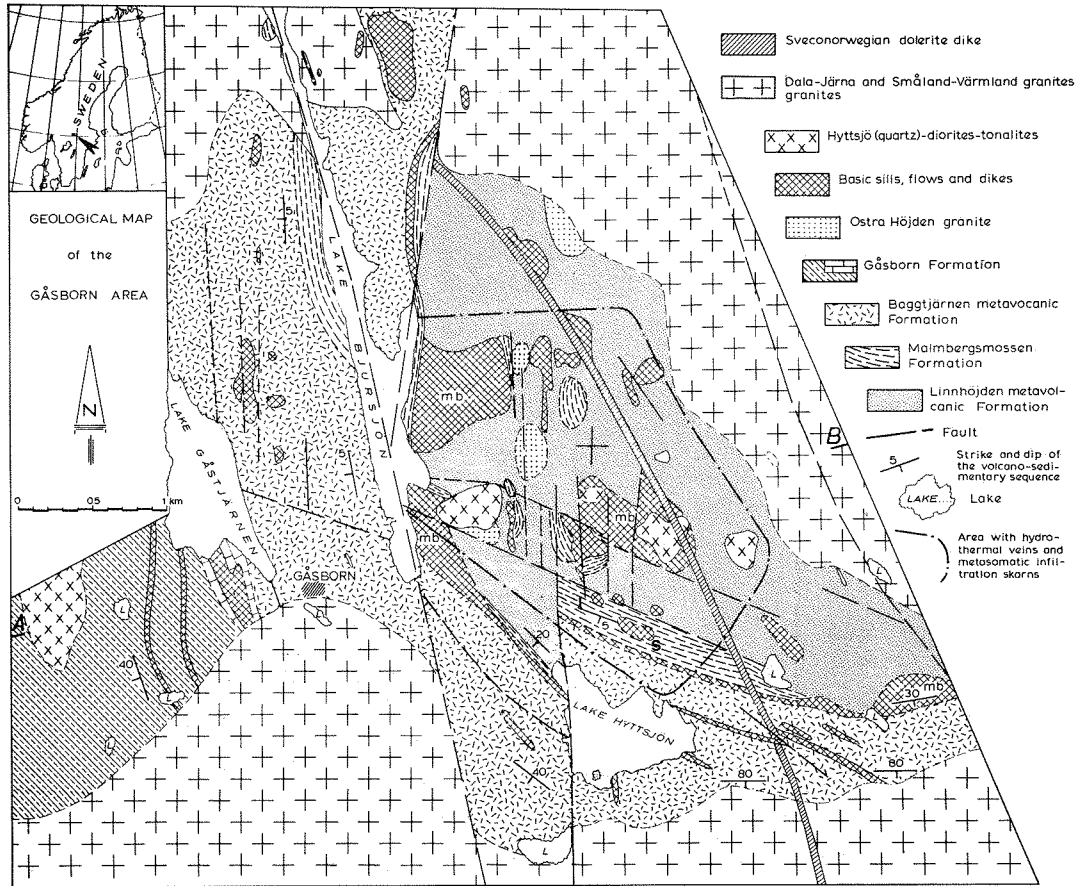 SWEDEN
GEOLOGICAL MAP
of the
GÅSBORN AREA
N
0 05 1 km
Sveconorwegian dolerite dike
Dala-Järna and Småland-Värmland granites
granites
Hyttsjö (quartz)-diorites-tonalites
Basic sills, flows and dikes
Ostra Höjden granite
Gåsborn Formation
Baggtjärnen metavocanic
Formation
Malmbergsmossen
Formation
Linnhöjden metavol-
canic Formation
Fault
5
Strike and dip of
the volcano-sedi-
mentary sequence
LAKE
Lake
Area with hydro-
thermal veins and
metasomatic infil-
tration skarns
LAKE BJURSJÖN
LAKE GÅSTJÄRNEN
GÅSBORN
LAKE HYTTSJÖN
A
B
mb
mb
mb
30 mb
5
5
S
20
40
40
80
80
L
L
L
L
L
L
L
L